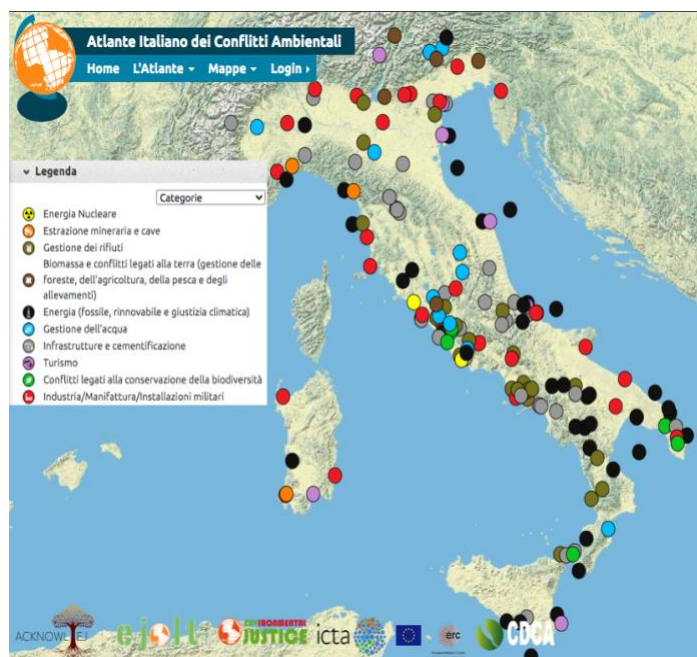 Atlante Italiano dei Conflitti Ambientali
Home L'Atlante Mappe Login
Legenda
Categorie
Energia Nucleare
Estrazione mineraria e cave
Gestione dei rifiuti
Biomassa e conflitti legati alla terra (gestione delle
foreste, dell'agricoltura, della pesca e degli
allevamenti)
Energia (fossile, rinnovabile e giustizia climatica)
Gestione dell'acqua
Infrastrutture e cementificazione
Turismo
Conflitti legati alla conservazione della biodiversità
Industria/Manifattura/Installazioni militari
ACKNOWL EJ ejolt ENVIRONMENTAL JUSTICE icta erc CDCA